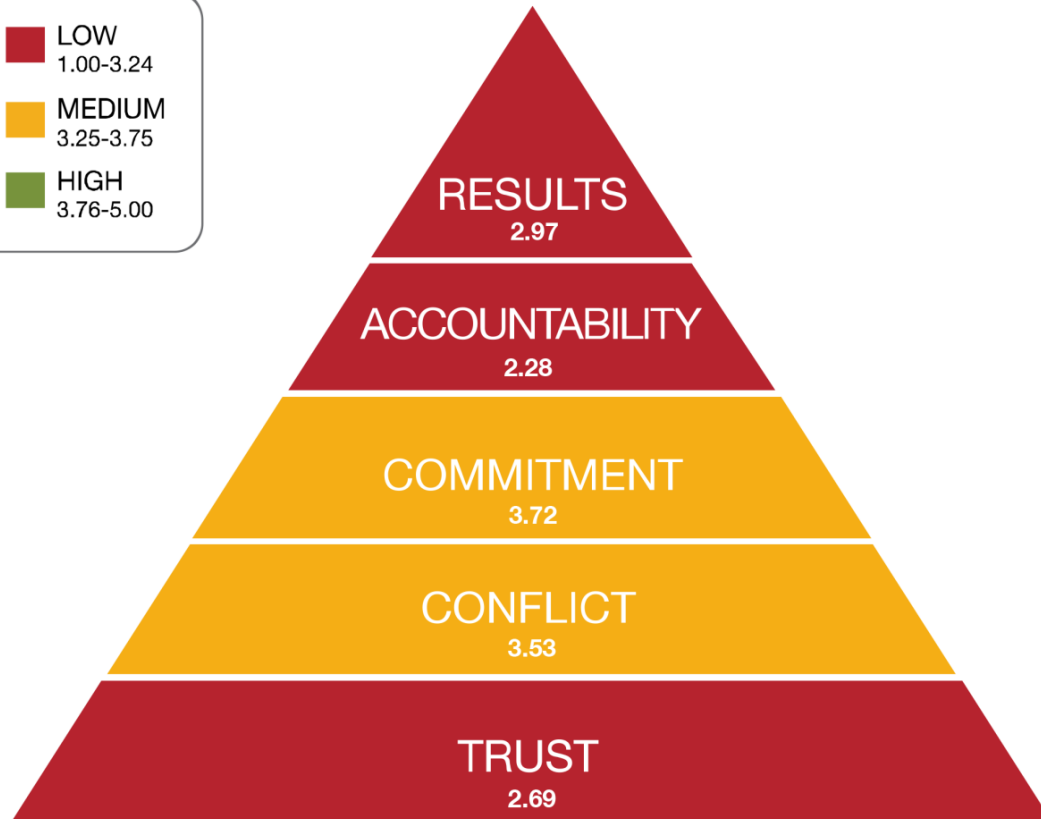 LOW
1.00-3.24
MEDIUM
3.25-3.75
HIGH
3.76-5.00
RESULTS
2.97
ACCOUNTABILITY
2.28
COMMITMENT
3.72
CONFLICT
3.53
TRUST
2.69